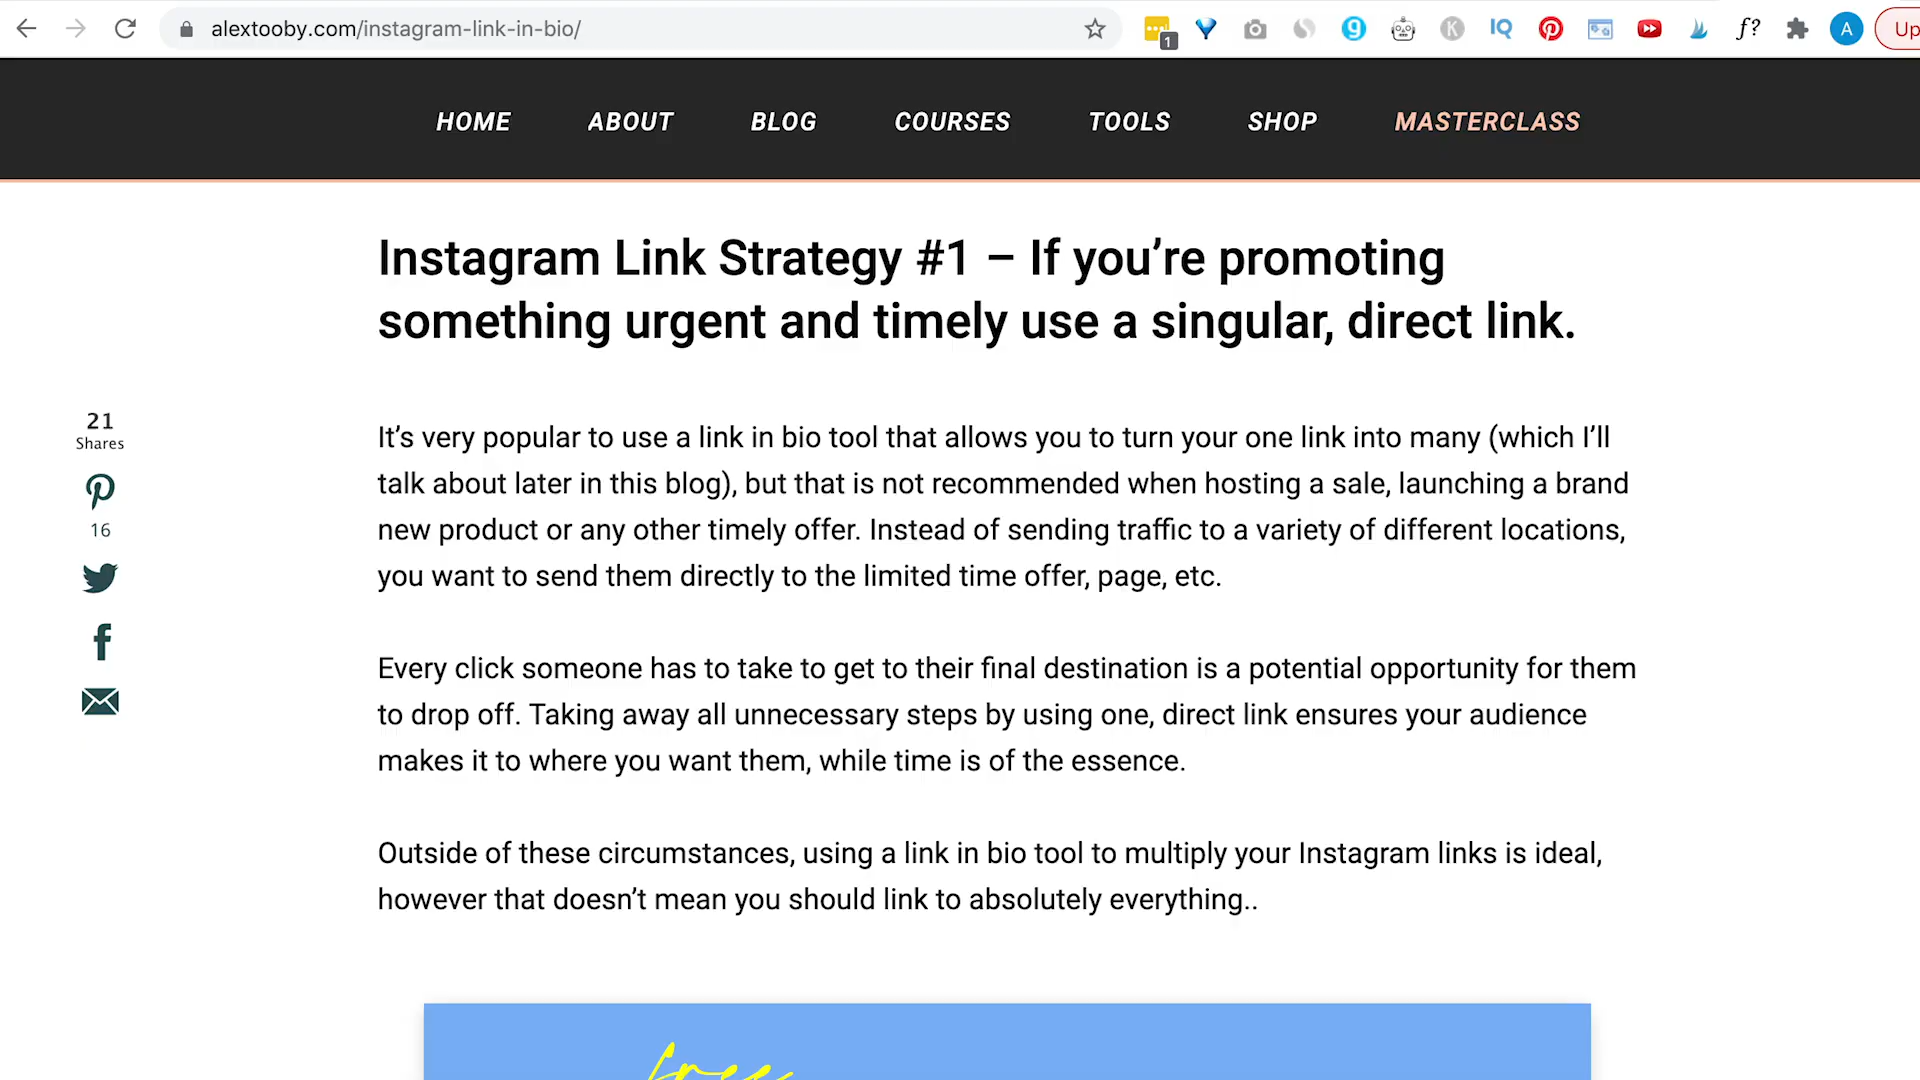 alextooby.com/instagram-link-in-bio/
1
g
K
IQ
f?
A
Up
HOME ABOUT BLOG COURSES TOOLS SHOP MASTERCLASS
Instagram Link Strategy #1 – If you’re promoting
something urgent and timely use a singular, direct link.
21
Shares
16
It’s very popular to use a link in bio tool that allows you to turn your one link into many (which I’ll
talk about later in this blog), but that is not recommended when hosting a sale, launching a brand
new product or any other timely offer. Instead of sending traffic to a variety of different locations,
you want to send them directly to the limited time offer, page, etc.
Every click someone has to take to get to their final destination is a potential opportunity for them
to drop off. Taking away all unnecessary steps by using one, direct link ensures your audience
makes it to where you want them, while time is of the essence.
Outside of these circumstances, using a link in bio tool to multiply your Instagram links is ideal,
however that doesn’t mean you should link to absolutely everything..
free